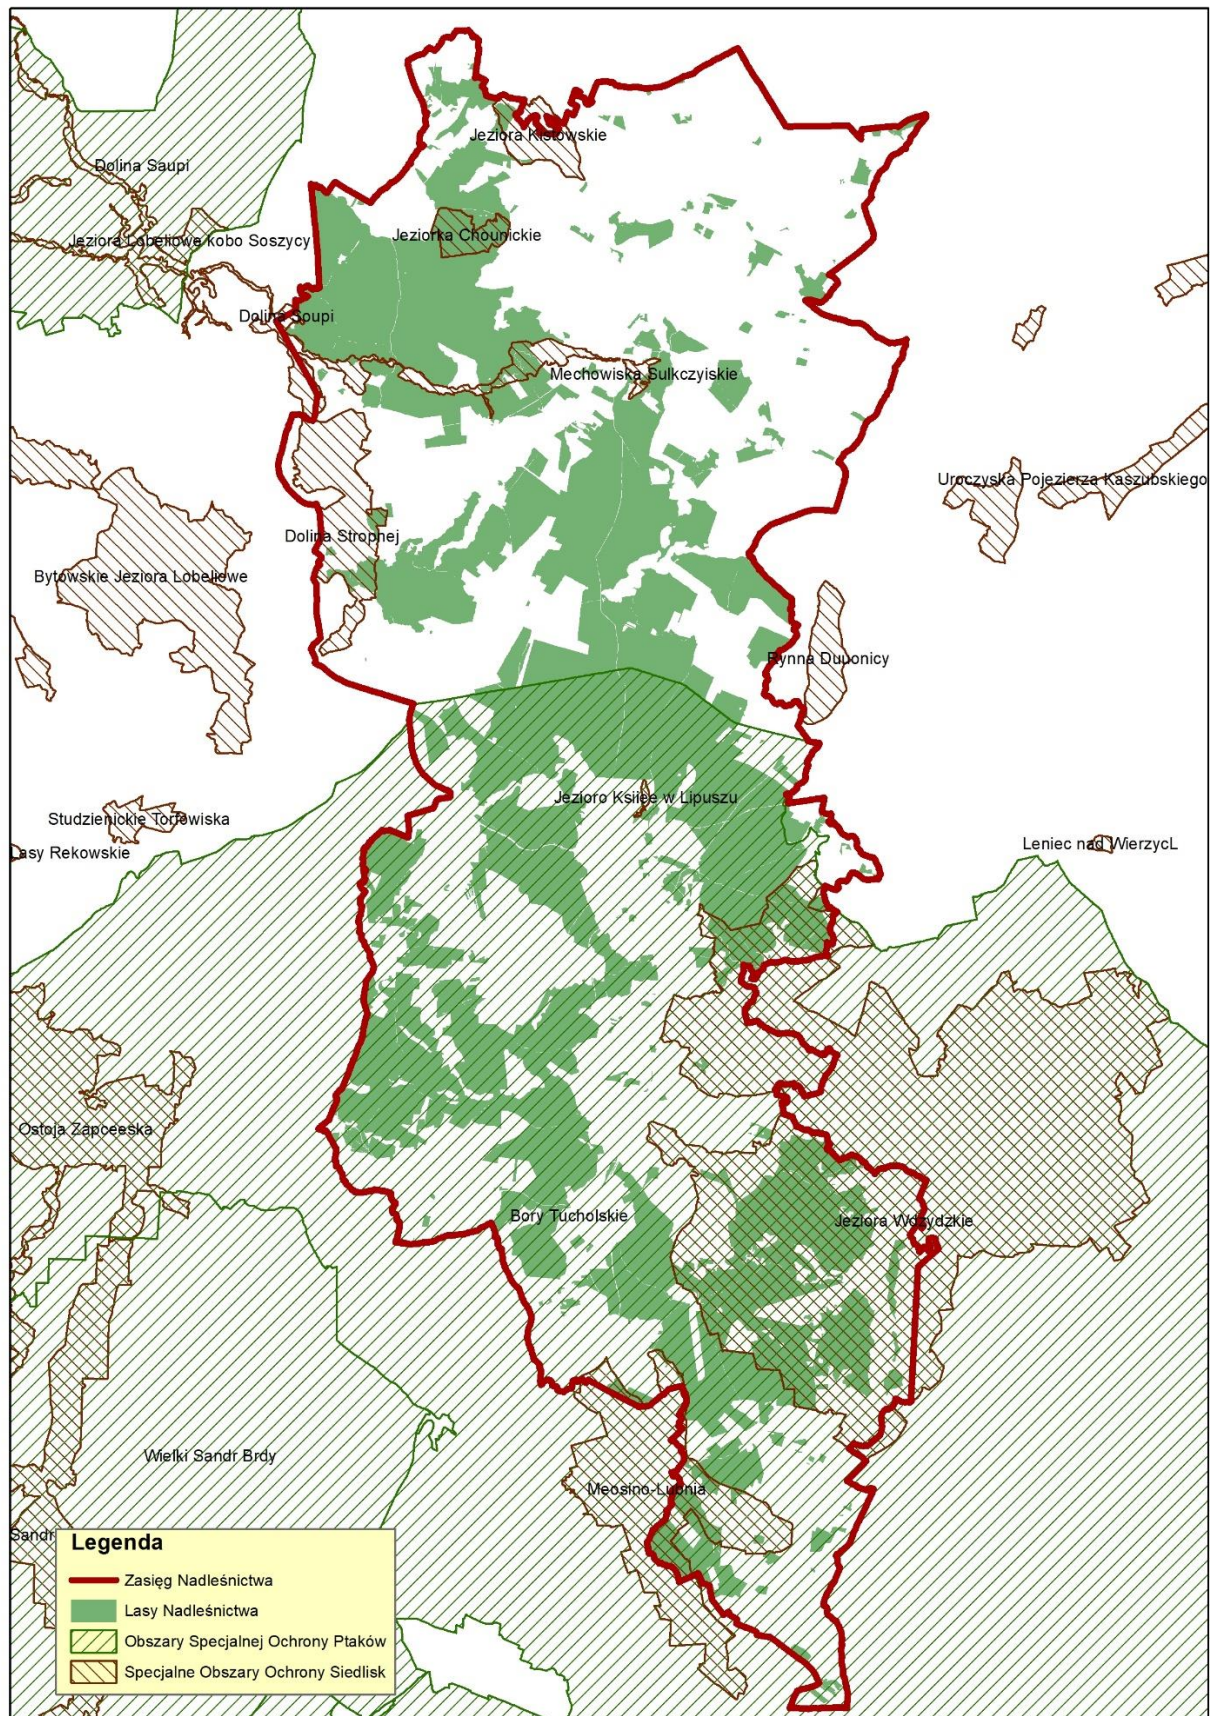 Jeziora Kistowskie
Dolina Saupi
Jeziorka Chounickie
Jeziora Lobeliowe kobo Soszycy
Dolina Soupi
Mechowiska Sulkczyiskie
Uroczyska Pojezierza Kaszubskiego
Dolina Stropnej
Bytowskie Jeziora Lobeliowe
Rynna Duuonicy
Jezioro Ksiiee w Lipuszu
Studzienickie Torfowiska
Lasy Rekowskie
Leniec nad WierzycL
Ostoja Zapceeska
Bory Tucholskie
Jeziora Wdzydzkie
Wielki Sandr Brdy
Meosino-Lubnia
Sandr
Legenda
Zasięg Nadleśnictwa
Lasy Nadleśnictwa
Obszary Specjalnej Ochrony Ptaków
Specjalne Obszary Ochrony Siedlisk